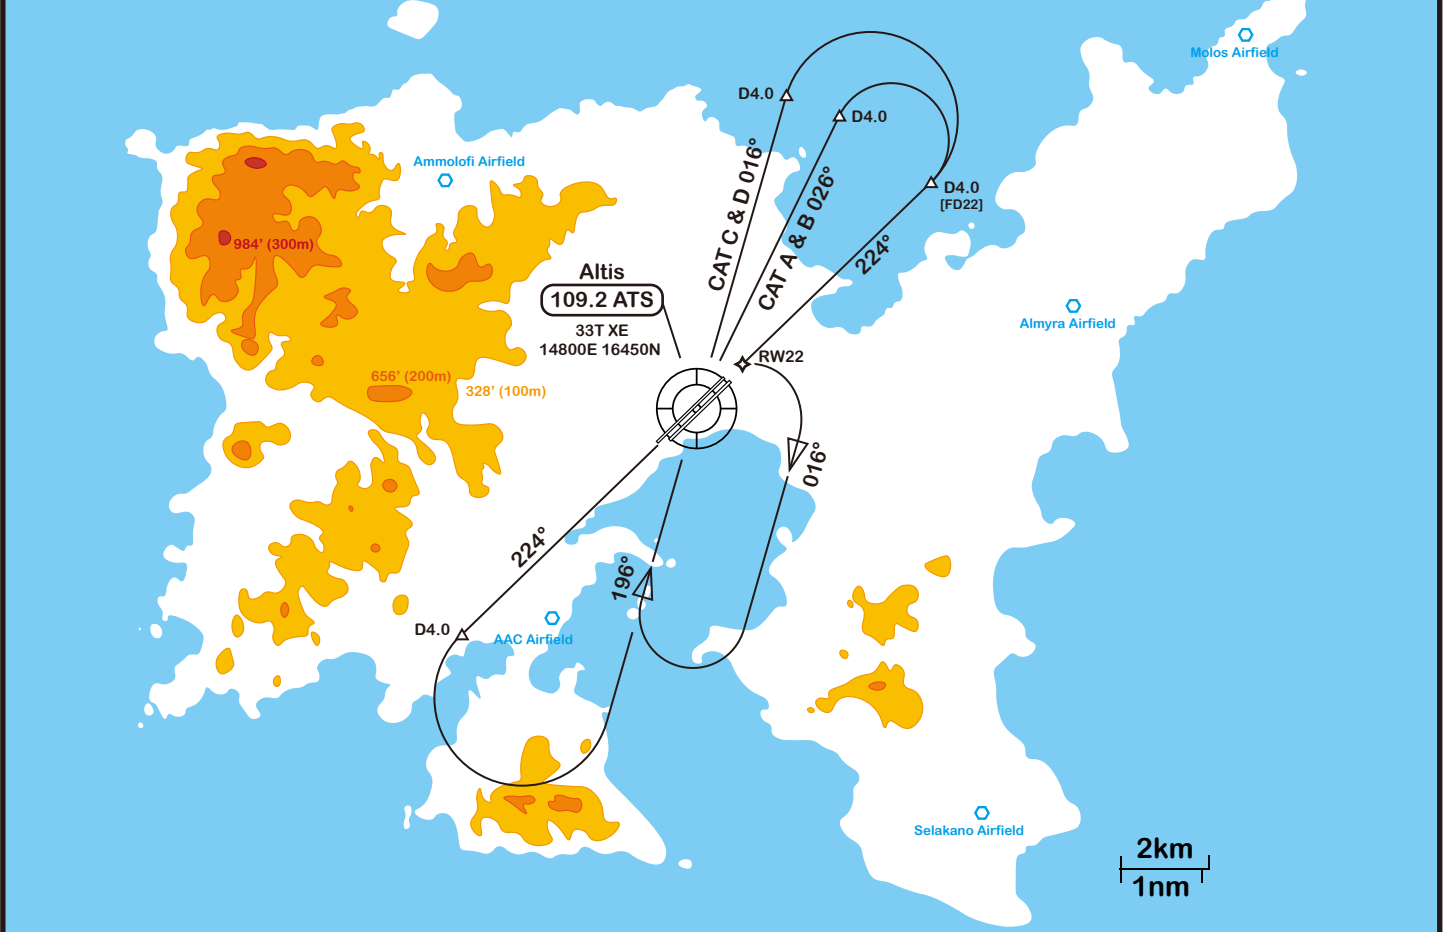 Molos Airfield
D4.0
D4.0
Ammolofi Airfield
CAT C & D 016°
CAT A & B 026°
D4.0
[FD22]
984' (300m)
224°
Altis
109.2 ATS
33T XE
14800E 16450N
Almyra Airfield
RW22
656' (200m)
328' (100m)
016°
224°
196°
D4.0
AAC Airfield
Selakano Airfield
2km
1nm